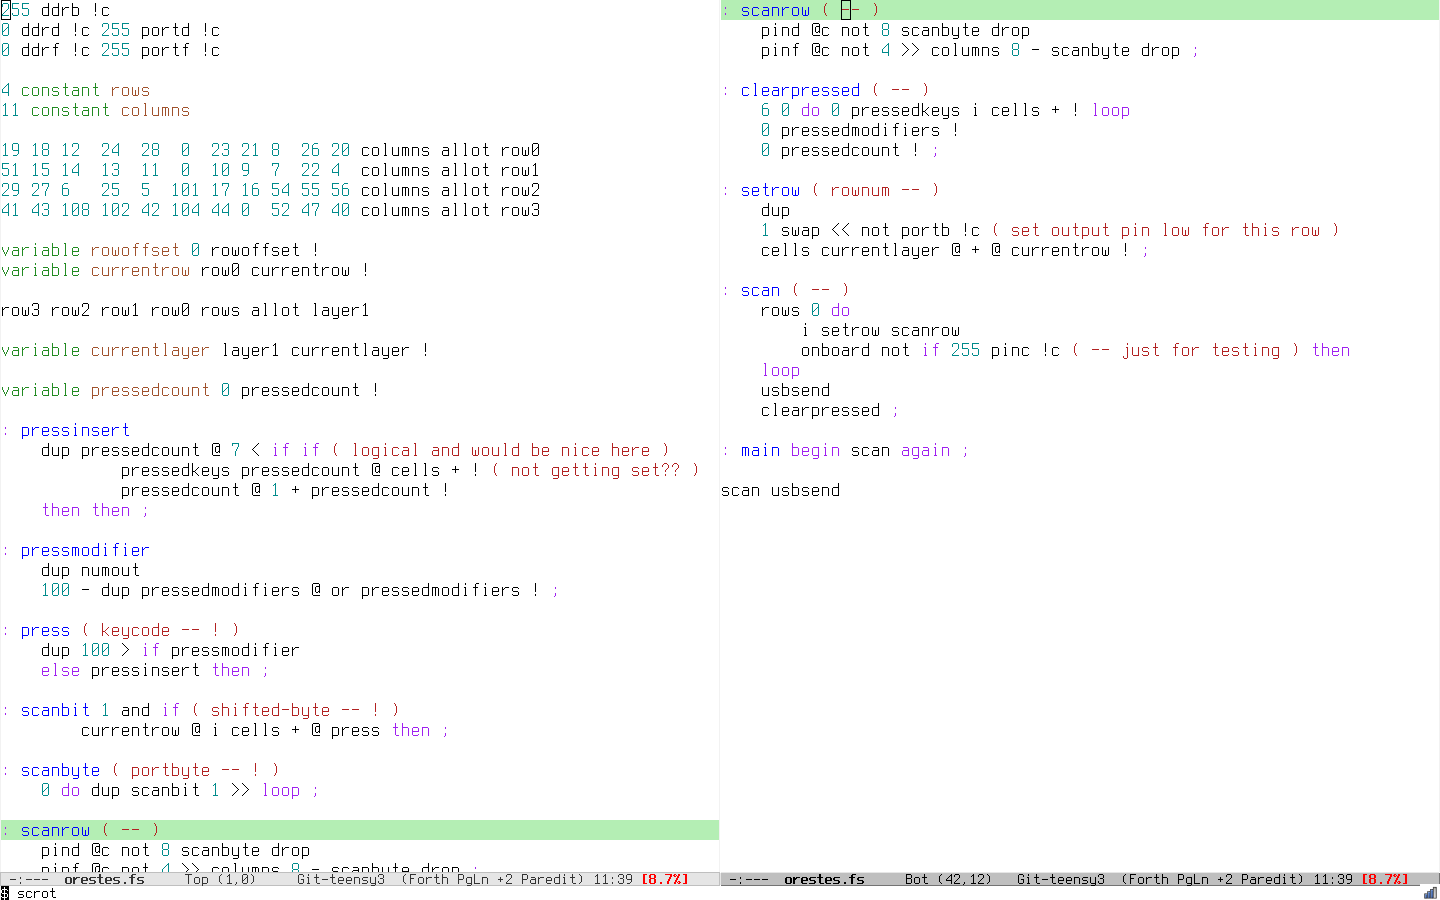 255 ddrb !c
0 ddrd !c 255 portd !c
0 ddrf !c 255 portf !c
4 constant rows
11 constant columns
19 18 12  24  28  0  23 21 8  26 20 columns allot row0
51 15 14  13  11  0  10 9  7  22 4  columns allot row1
29 27 6   25  5  101 17 16 54 55 56 columns allot row2
41 43 108 102 42 104 44 0  52 47 40 columns allot row3
variable rowoffset 0 rowoffset !
variable currentrow row0 currentrow !
row3 row2 row1 row0 rows allot layer1
variable currentlayer layer1 currentlayer !
variable pressedcount 0 pressedcount !
: pressinsert
    dup pressedcount @ 7 < if if ( logical and would be nice here )
            pressedkeys pressedcount @ cells + ! ( not getting set?? )
            pressedcount @ 1 + pressedcount !
    then then ;
: pressmodifier
    dup numout
    100 - dup pressedmodifiers @ or pressedmodifiers ! ;
: press ( keycode -- ! )
    dup 100 > if pressmodifier
    else pressinsert then ;
: scanbit 1 and if ( shifted-byte -- ! )
        currentrow @ i cells + @ press then ;
: scanbyte ( portbyte -- ! )
    0 do dup scanbit 1 >> loop ;
: scanrow ( -- )
    pind @c not 8 scanbyte drop
    pinf @c not 4 >> columns 8 - scanbyte drop ;
-:---  orestes.fs    Top (1,0)    Git-teensy3  (Forth PgLn +2 Paredit) 11:39 [8.7%]
: scanrow ( -- )
    pind @c not 8 scanbyte drop
    pinf @c not 4 >> columns 8 - scanbyte drop ;
: clearpressed ( -- )
    6 0 do 0 pressedkeys i cells + ! loop
    0 pressedmodifiers !
    0 pressedcount ! ;
: setrow ( rownum -- )
    dup
    1 swap << not portb !c ( set output pin low for this row )
    cells currentlayer @ + @ currentrow ! ;
: scan ( -- )
    rows 0 do
        i setrow scanrow
        onboard not if 255 pinc !c ( -- just for testing ) then
    loop
    usbsend
    clearpressed ;
: main begin scan again ;
scan usbsend
-:---  orestes.fs    Bot (42,12)   Git-teensy3  (Forth PgLn +2 Paredit) 11:39 [8.7%]
$ scrot